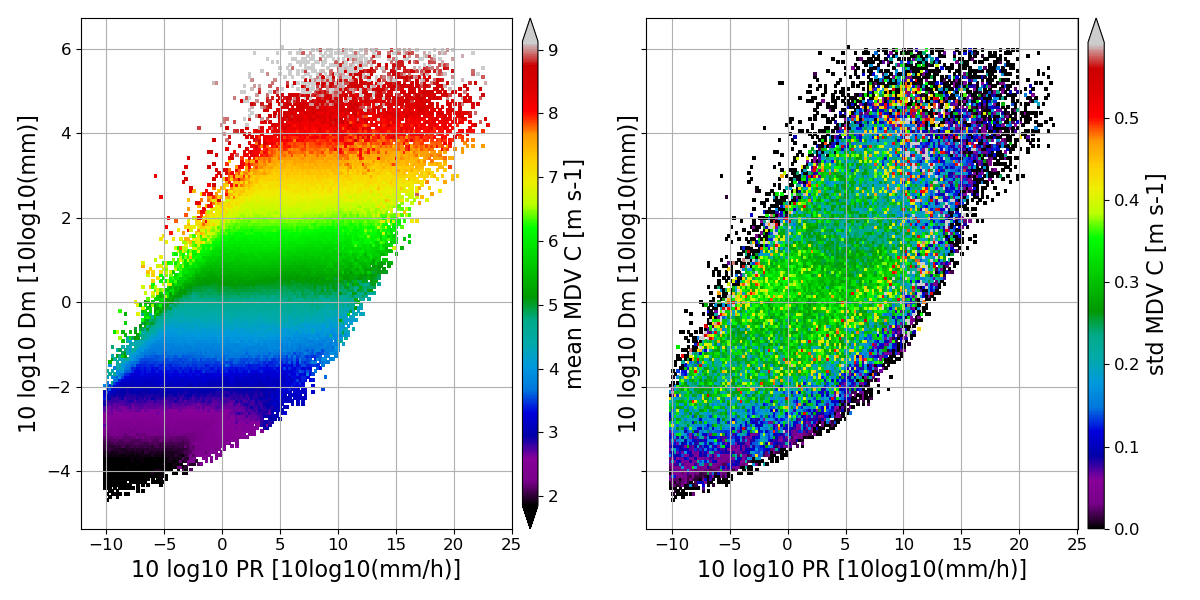 6
4
2
0
−2
−4
10 log10 Dm [10log10(mm)]
−10 −5 0 5 10 15 20 25
10 log10 PR [10log10(mm/h)]
9
8
7
6
5
4
3
2
mean MDV C [m s-1]
10 log10 Dm [10log10(mm)]
−10 −5 0 5 10 15 20 25
10 log10 PR [10log10(mm/h)]
0.5
0.4
0.3
0.2
0.1
0.0
std MDV C [m s-1]